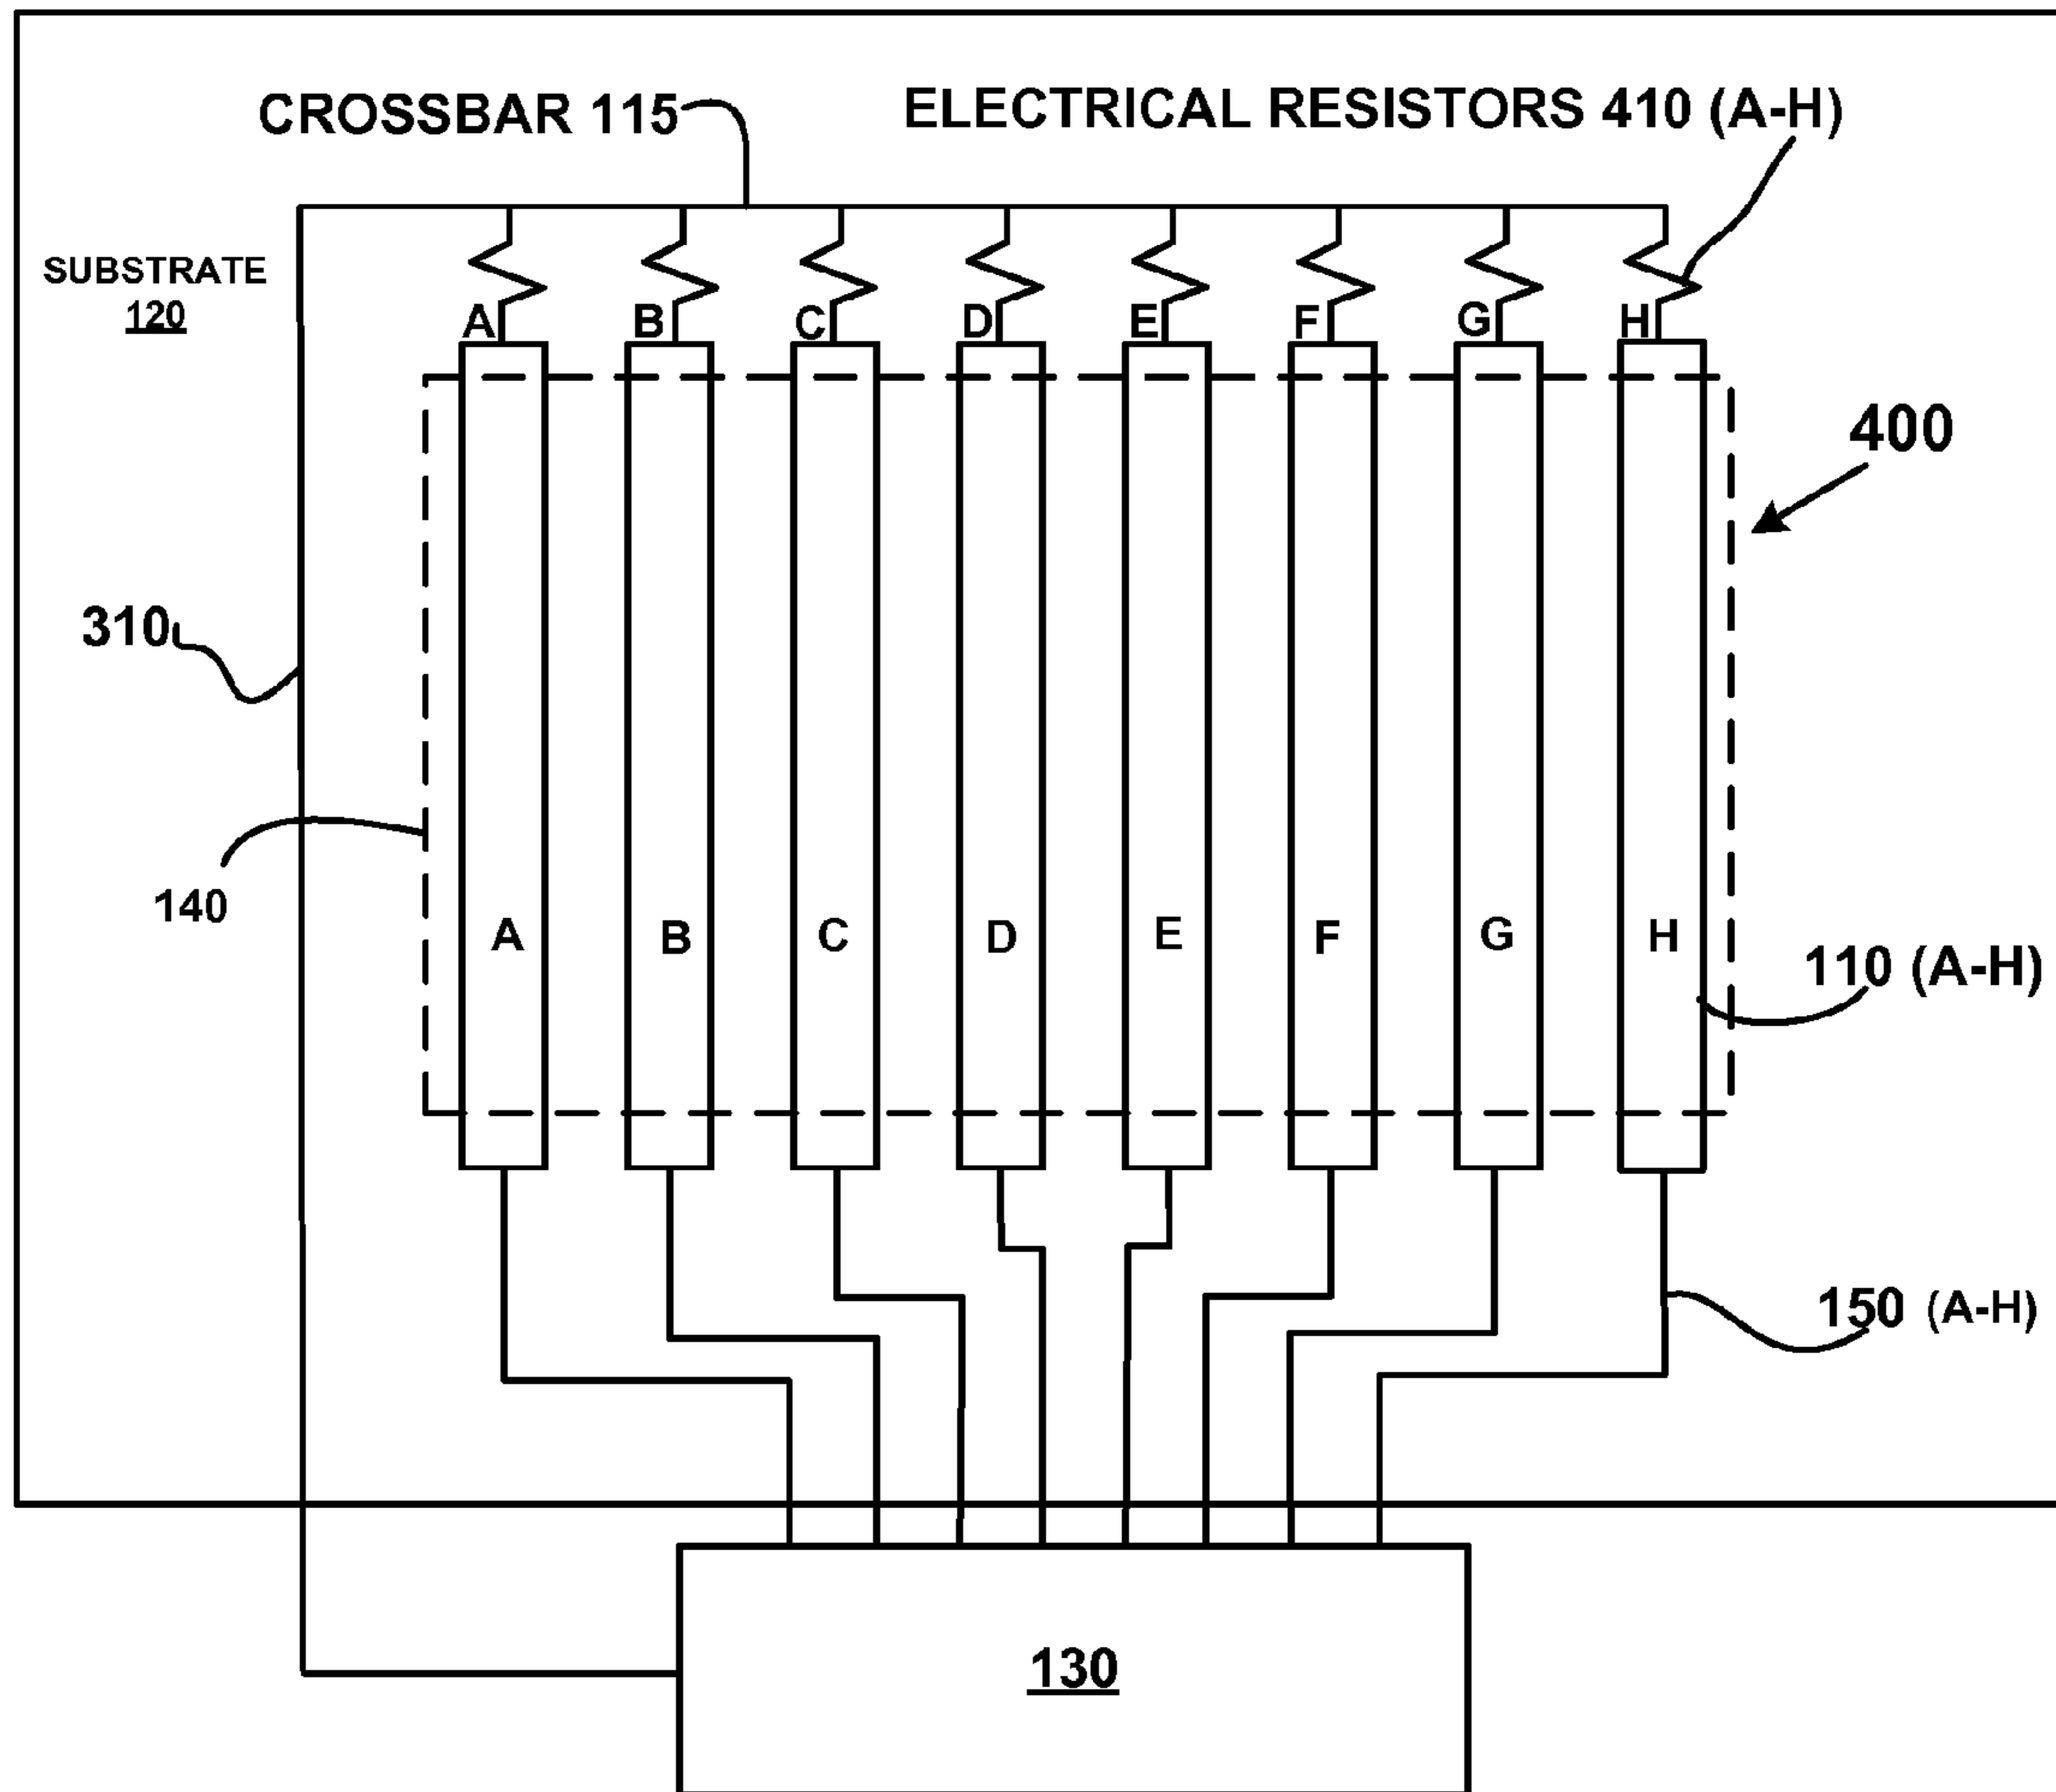 CROSSBAR 115
ELECTRICAL RESISTORS 410 (A-H)
SUBSTRATE
120
A B C D E F G H
400
310
140
A B C D E F G H
110 (A-H)
150 (A-H)
130